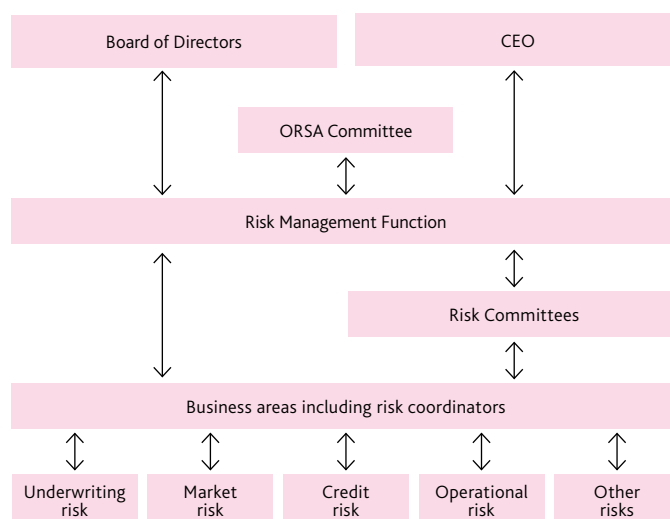 Board of Directors
CEO
ORSA Committee
Risk Management Function
Risk Committees
Business areas including risk coordinators
Underwriting
risk
Market
risk
Credit
risk
Operational
risk
Other
risks